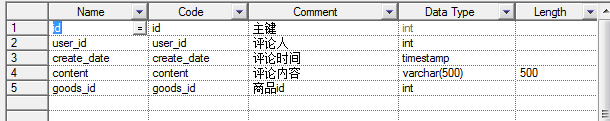 Name Code Comment Data Type Length
1 id = id 主键 int
2 user_id user_id 评论人 int
3 create_date create_date 评论时间 timestamp
4 content content 评论内容 varchar(500) 500
5 goods_id goods_id 商品id int